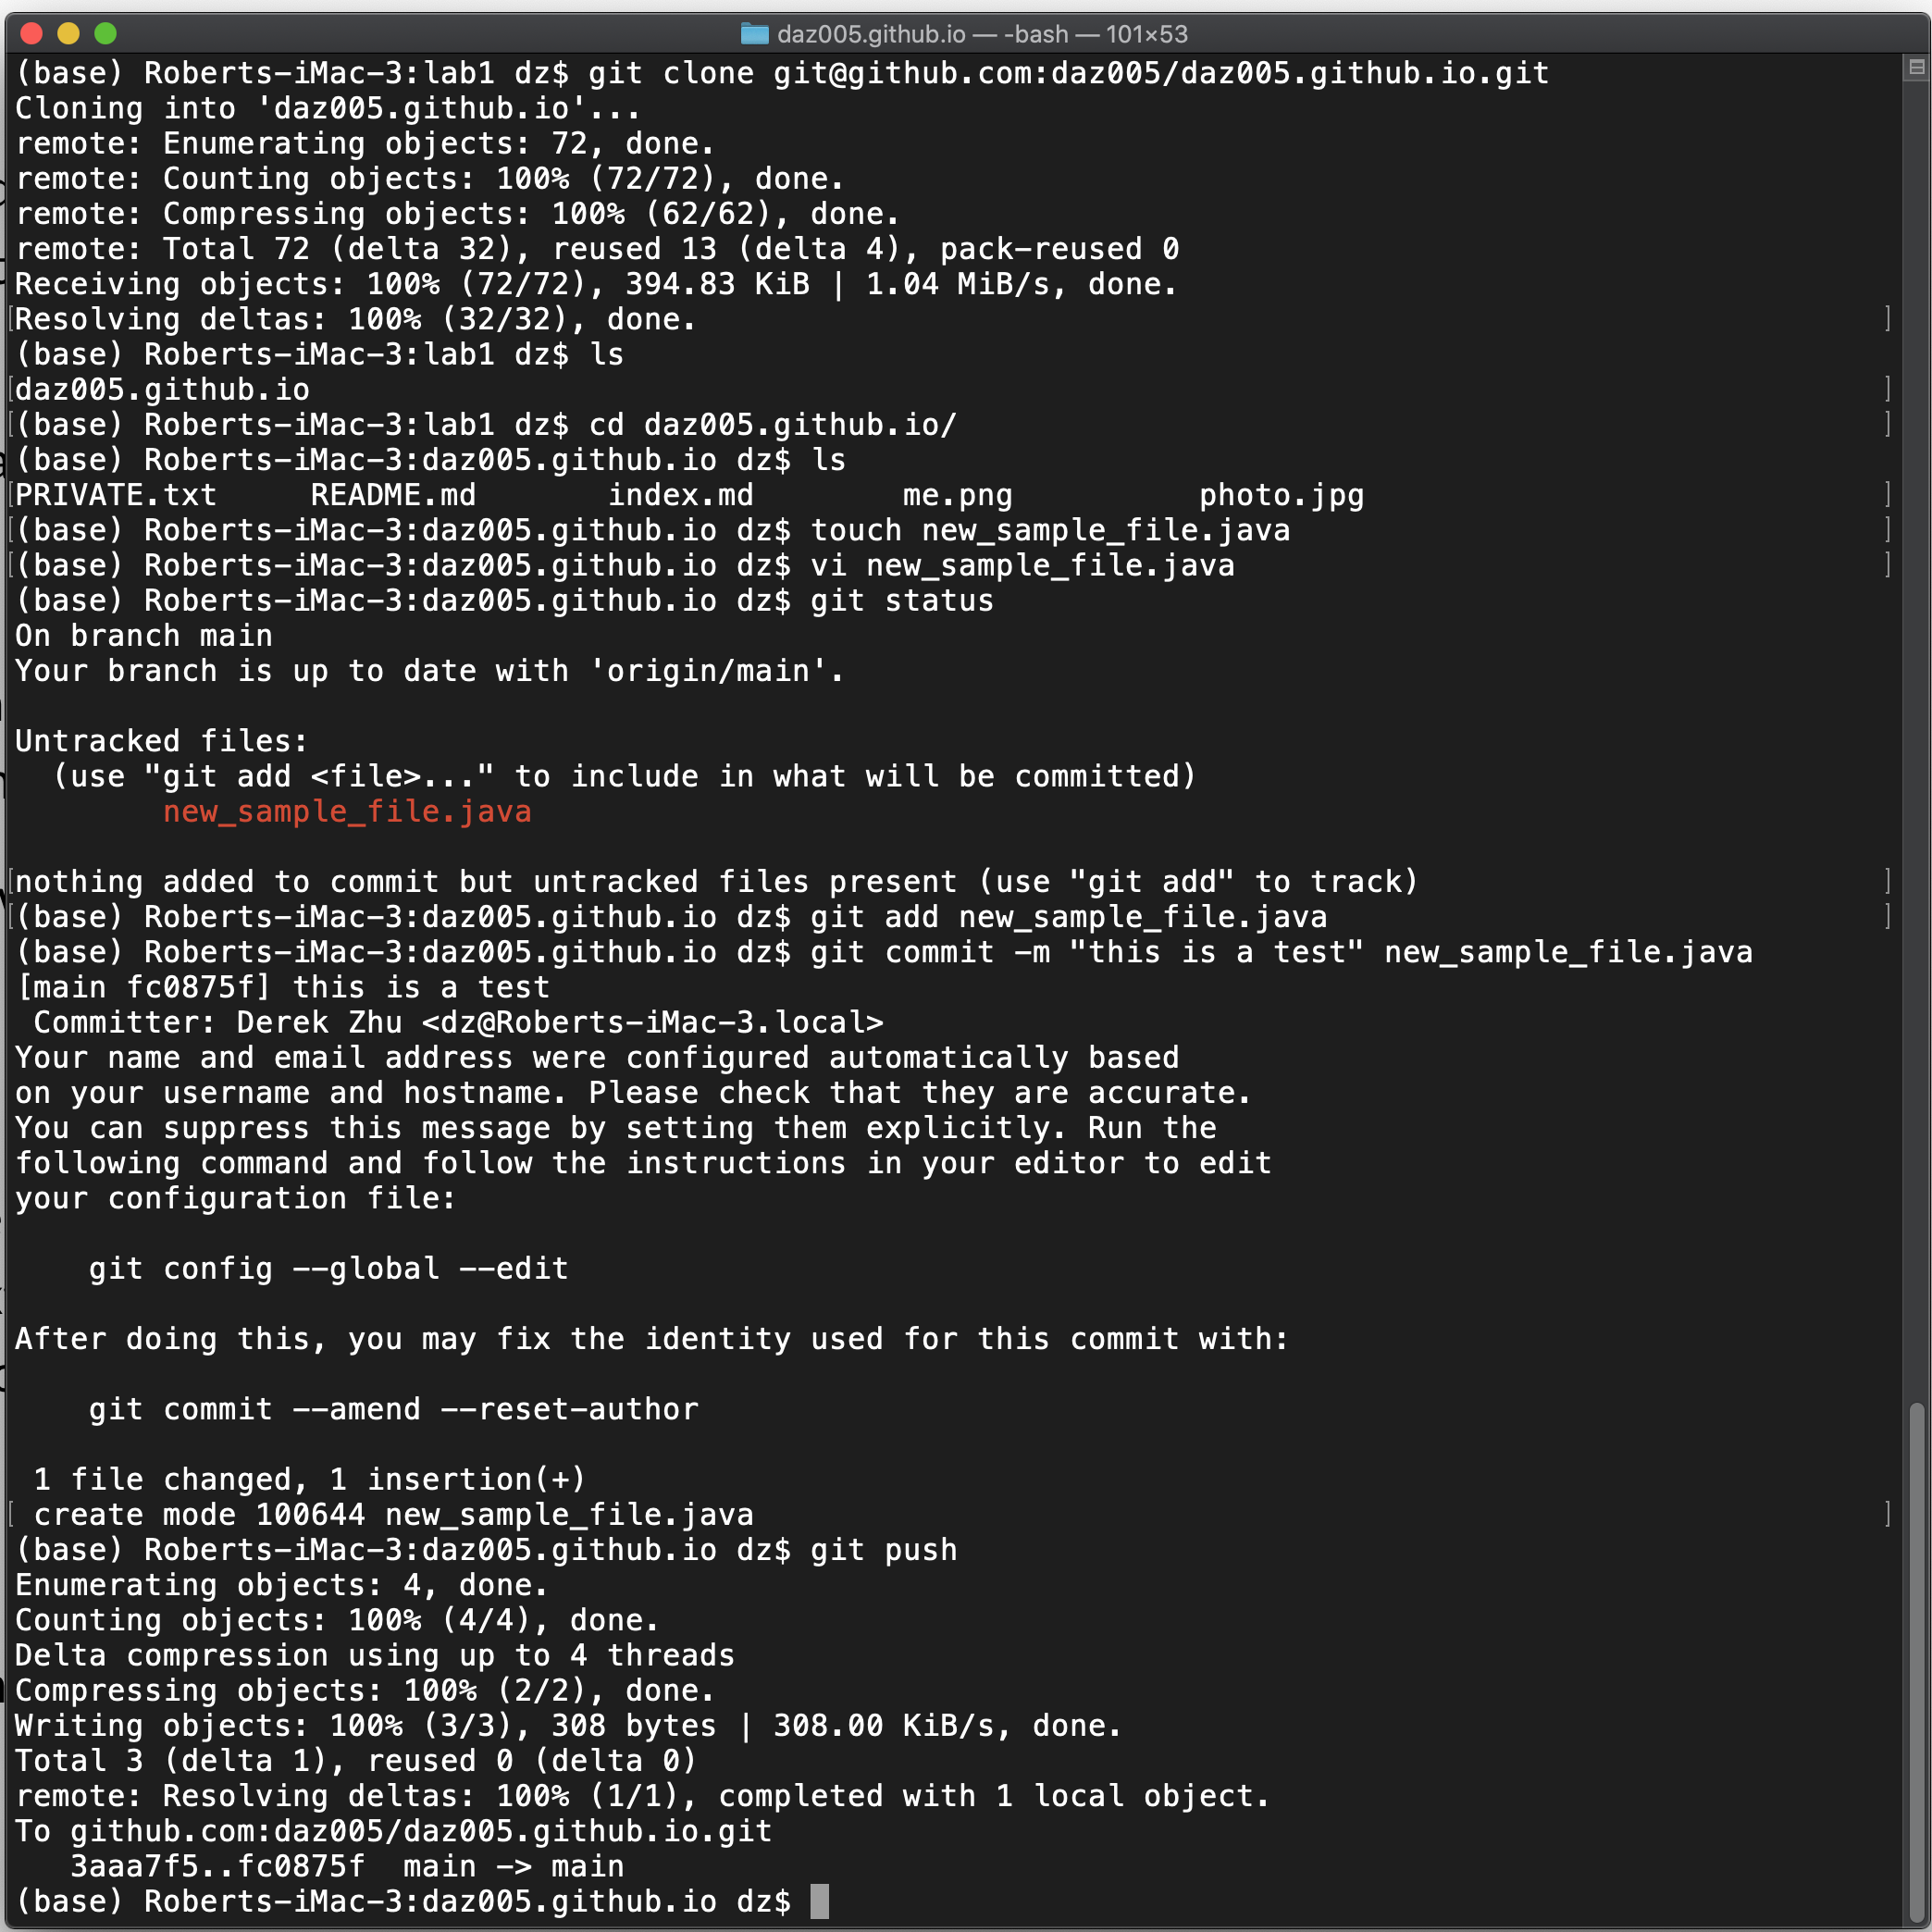 daz005.github.io — -bash — 101×53
(base) Roberts-iMac-3:lab1 dz$ git clone git@github.com:daz005/daz005.github.io.git
Cloning into 'daz005.github.io'...
remote: Enumerating objects: 72, done.
remote: Counting objects: 100% (72/72), done.
remote: Compressing objects: 100% (62/62), done.
remote: Total 72 (delta 32), reused 13 (delta 4), pack-reused 0
Receiving objects: 100% (72/72), 394.83 KiB | 1.04 MiB/s, done.
Resolving deltas: 100% (32/32), done.
(base) Roberts-iMac-3:lab1 dz$ ls
daz005.github.io
(base) Roberts-iMac-3:lab1 dz$ cd daz005.github.io/
(base) Roberts-iMac-3:daz005.github.io dz$ ls
PRIVATE.txt     README.md       index.md        me.png          photo.jpg
(base) Roberts-iMac-3:daz005.github.io dz$ touch new_sample_file.java
(base) Roberts-iMac-3:daz005.github.io dz$ vi new_sample_file.java
(base) Roberts-iMac-3:daz005.github.io dz$ git status
On branch main
Your branch is up to date with 'origin/main'.

Untracked files:
  (use "git add <file>..." to include in what will be committed)
        new_sample_file.java

nothing added to commit but untracked files present (use "git add" to track)
(base) Roberts-iMac-3:daz005.github.io dz$ git add new_sample_file.java
(base) Roberts-iMac-3:daz005.github.io dz$ git commit -m "this is a test" new_sample_file.java
[main fc0875f] this is a test
 Committer: Derek Zhu <dz@Roberts-iMac-3.local>
Your name and email address were configured automatically based
on your username and hostname. Please check that they are accurate.
You can suppress this message by setting them explicitly. Run the
following command and follow the instructions in your editor to edit
your configuration file:

    git config --global --edit

After doing this, you may fix the identity used for this commit with:

    git commit --amend --reset-author

 1 file changed, 1 insertion(+)
 create mode 100644 new_sample_file.java
(base) Roberts-iMac-3:daz005.github.io dz$ git push
Enumerating objects: 4, done.
Counting objects: 100% (4/4), done.
Delta compression using up to 4 threads
Compressing objects: 100% (2/2), done.
Writing objects: 100% (3/3), 308 bytes | 308.00 KiB/s, done.
Total 3 (delta 1), reused 0 (delta 0)
remote: Resolving deltas: 100% (1/1), completed with 1 local object.
To github.com:daz005/daz005.github.io.git
   3aaa7f5..fc0875f  main -> main
(base) Roberts-iMac-3:daz005.github.io dz$